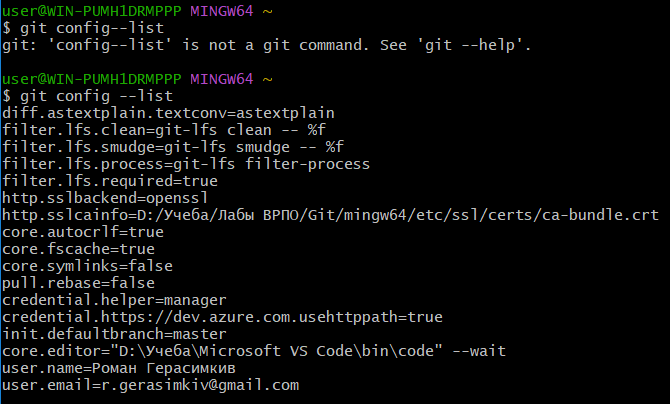 user@WIN-PUMH1DRMPPP MINGW64 ~
$ git config--list
git: 'config--list' is not a git command. See 'git --help'.
user@WIN-PUMH1DRMPPP MINGW64 ~
$ git config --list
diff.astextplain.textconv=astextplain
filter.lfs.clean=git-lfs clean -- %f
filter.lfs.smudge=git-lfs smudge -- %f
filter.lfs.process=git-lfs filter-process
filter.lfs.required=true
http.sslbackend=openssl
http.sslcainfo=D:/Учеба/Лабы ВРПО/Git/mingw64/etc/ssl/certs/ca-bundle.crt
core.autocrlf=true
core.fscache=true
core.symlinks=false
pull.rebase=false
credential.helper=manager
credential.https://dev.azure.com.usehttppath=true
init.defaultbranch=master
core.editor="D:\Учеба\Microsoft VS Code\bin\code" --wait
user.name=Роман Герасимкив
user.email=r.gerasimkiv@gmail.com